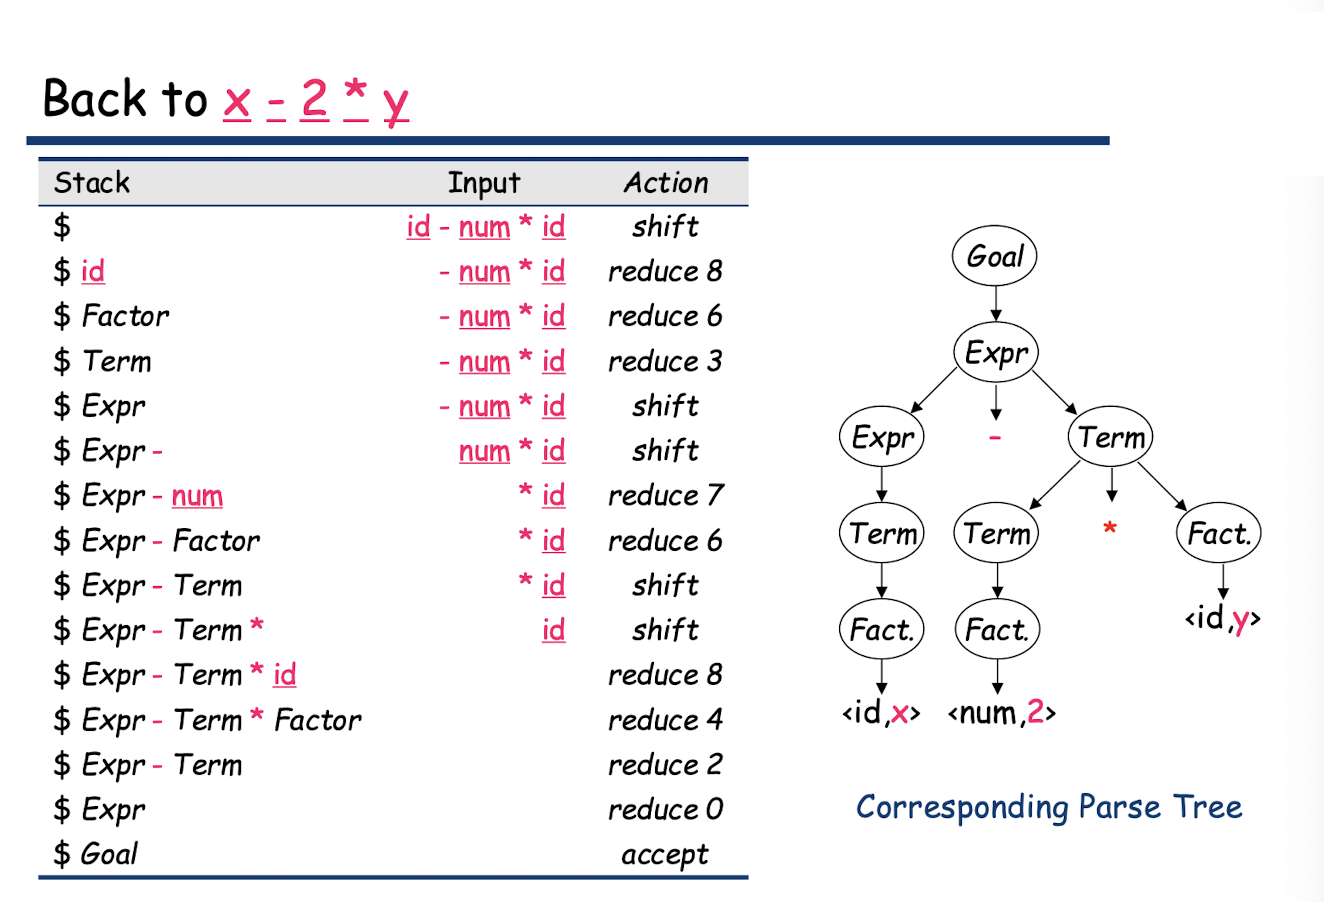 Back to x - 2 * y
Stack Input Action
$ id - num * id shift
$ id - num * id reduce 8
$ Factor - num * id reduce 6
$ Term - num * id reduce 3
$ Expr - num * id shift
$ Expr - num * id shift
$ Expr - num * id reduce 7
$ Expr - Factor * id reduce 6
$ Expr - Term * id shift
$ Expr - Term * id shift
$ Expr - Term * id reduce 8
$ Expr - Term * Factor reduce 4
$ Expr - Term reduce 2
$ Expr reduce 0
$ Goal accept
Goal
Expr
Expr - Term
Term Term * Fact.
Fact. Fact. <id,y>
<id,x> <num,2>
Corresponding Parse Tree